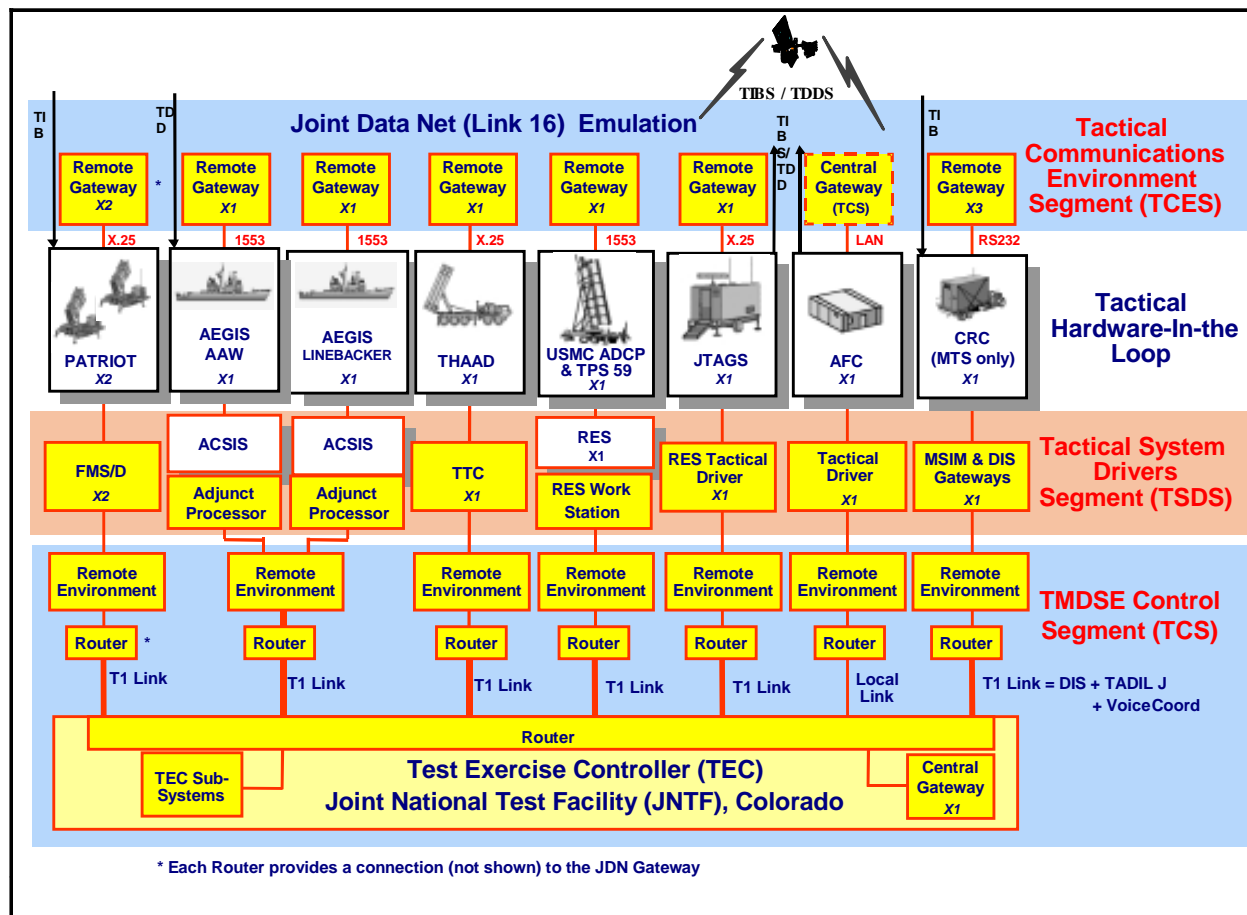 TIBS / TDDS
TI
B
TD
D
TI
B
S/
TD
D
TI
B
Joint Data Net (Link 16) Emulation
Tactical
Communications
Environment
Segment (TCES)
Remote
Gateway
X2
*
Remote
Gateway
X1
Remote
Gateway
X1
Remote
Gateway
X1
Remote
Gateway
X1
Remote
Gateway
X1
Central
Gateway
(TCS)
Remote
Gateway
X3
X.25
1553
1553
X.25
1553
X.25
LAN
RS232
PATRIOT
X2
AEGIS
AAW
X1
AEGIS
LINEBACKER
X1
THAAD
X1
USMC ADCP
& TPS 59
X1
JTAGS
X1
AFC
X1
CRC
(MTS only)
X1
Tactical
Hardware-In-the
Loop
FMS/D
X2
ACSIS
Adjunct
Processor
ACSIS
Adjunct
Processor
TTC
X1
RES
X1
RES Work
Station
RES Tactical
Driver
X1
Tactical
Driver
X1
MSIM & DIS
Gateways
X1
Tactical System
Drivers
Segment (TSDS)
Remote
Environment
Remote
Environment
Remote
Environment
Remote
Environment
Remote
Environment
Remote
Environment
Remote
Environment
TMDSE Control
Segment (TCS)
Router
*
Router
Router
Router
Router
Router
Router
T1 Link
T1 Link
T1 Link
T1 Link
T1 Link
Local
Link
T1 Link = DIS + TADIL J
+ VoiceCoord
Router
TEC Sub-
Systems
Test Exercise Controller (TEC)
Joint National Test Facility (JNTF), Colorado
Central
Gateway
X1
* Each Router provides a connection (not shown) to the JDN Gateway